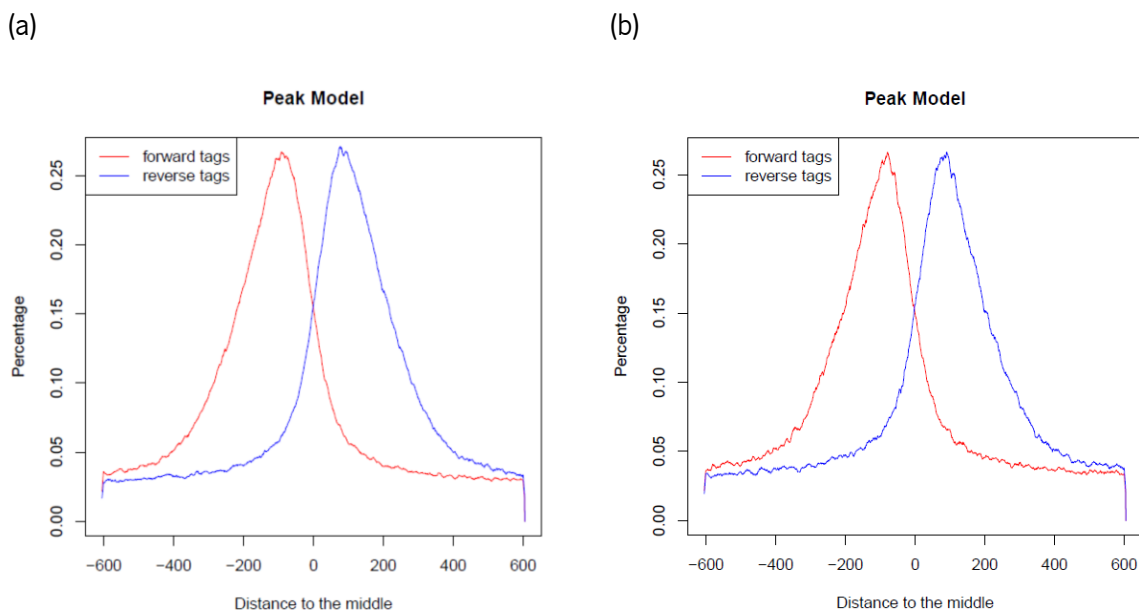 (a)
Peak Model
forward tags
reverse tags
Percentage
0.25
0.20
0.15
0.10
0.05
0.00
−600
−400
−200
0
200
400
600
Distance to the middle
(b)
Peak Model
forward tags
reverse tags
Percentage
0.25
0.20
0.15
0.10
0.05
0.00
−600
−400
−200
0
200
400
600
Distance to the middle